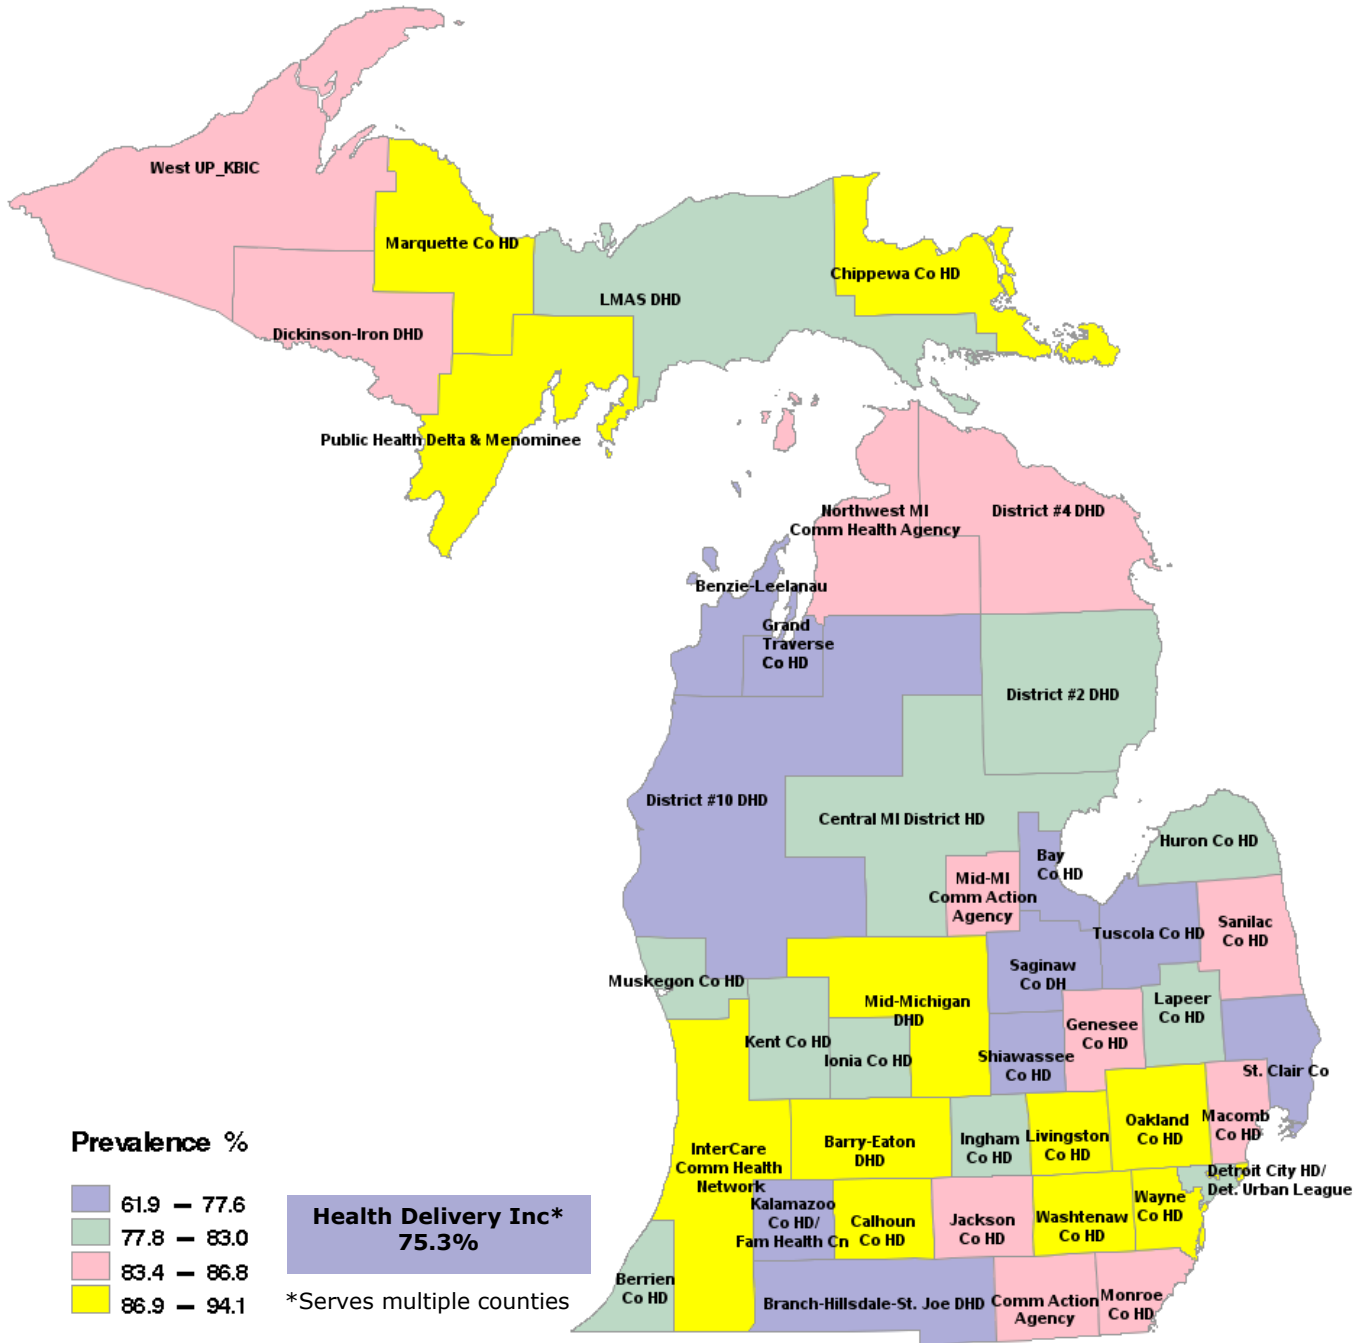 West UP_KBIC
Marquette Co HD
Chippewa Co HD
LMAS DHD
Dickinson-Iron DHD
Public Health Delta & Menominee
Northwest MI
Comm Health Agency
District #4 DHD
Benzie-Leelanau
Grand
Traverse
Co HD
District #2 DHD
District #10 DHD
Central MI District HD
Huron Co HD
Bay
Co HD
Mid-MI
Comm Action
Agency
Tuscola Co HD
Sanilac
Co HD
Muskegon Co HD
Saginaw
Co DH
Mid-Michigan
DHD
Lapeer
Co HD
Genesee
Co HD
Kent Co HD
Ionia Co HD
Shiawassee
Co HD
St. Clair Co
Macomb
Co HD
Oakland
Co HD
Livingston
Co HD
Ingham
Co HD
Barry-Eaton
DHD
InterCare
Comm Health
Network
Detroit City HD/
Det. Urban League
Kalamazoo
Co HD/
Fam Health Cn
Calhoun
Co HD
Jackson
Co HD
Washtenaw
Co HD
Wayne
Co HD
Berrien
Co HD
Branch-Hillsdale-St. Joe DHD
Comm Action
Agency
Monroe
Co HD
Prevalence %
61.9 – 77.6
77.8 – 83.0
83.4 – 86.8
86.9 – 94.1
Health Delivery Inc*
75.3%
*Serves multiple counties